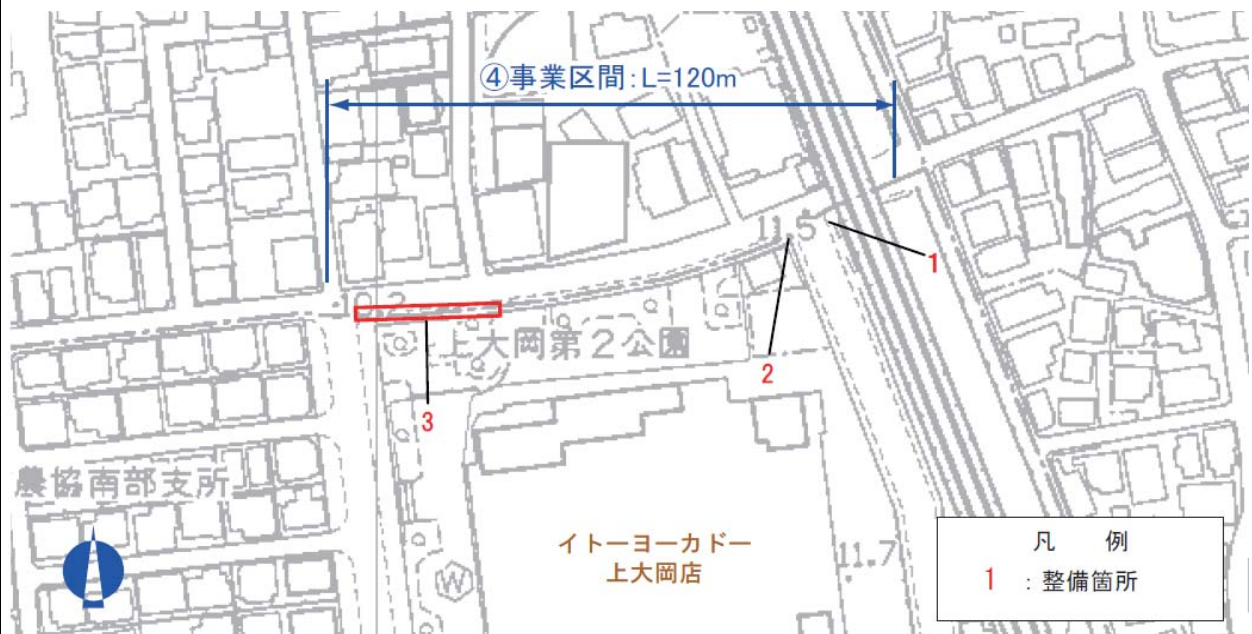 ④事業区間:L=120m
11.5
1
10.2
上大岡第2公園
2
3
農協南部支所
イトーヨーカドー
上大岡店
11.7
W
凡 例
1 : 整備箇所